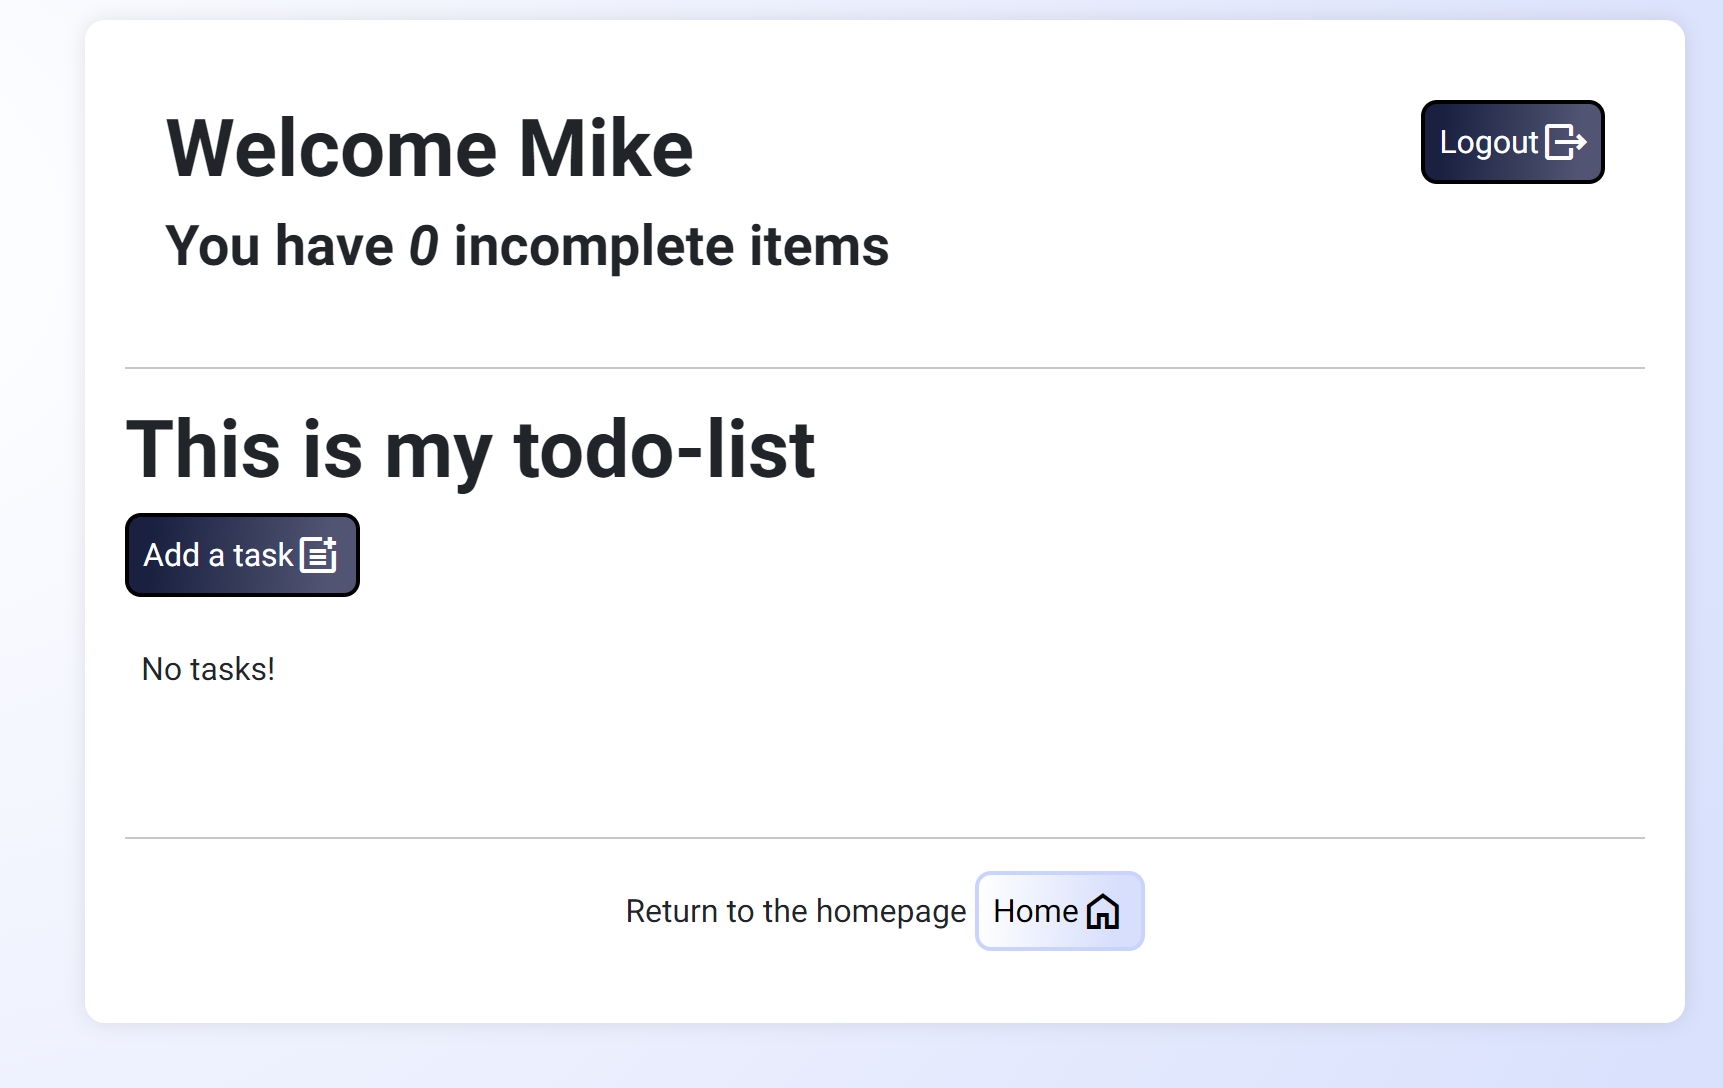 Welcome Mike
Logout
You have 0 incomplete items
This is my todo-list
Add a task
No tasks!
Return to the homepage Home